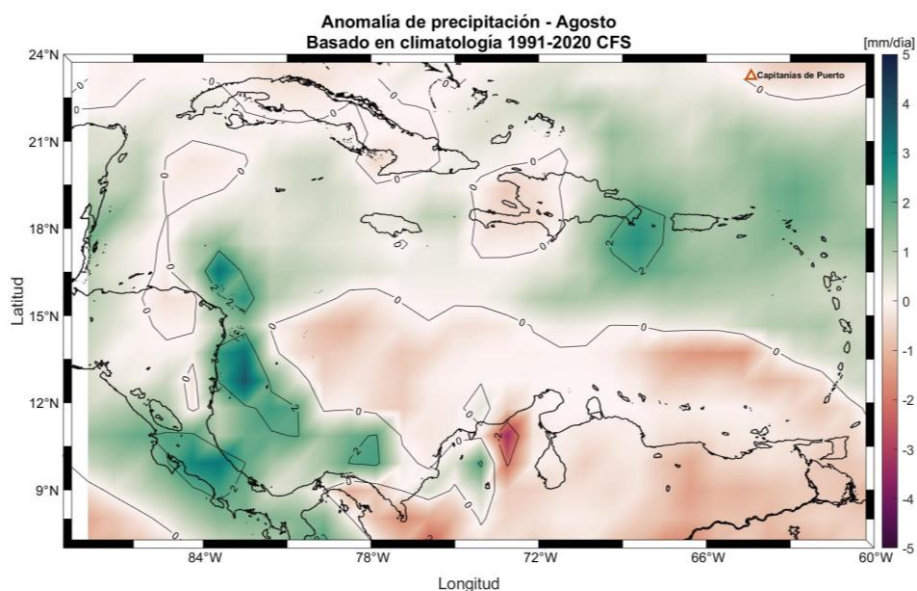 Anomalía de precipitación - Agosto
Basado en climatología 1991-2020 CFS
[mm/día]
Capitanías de Puerto
24°N
21°N
18°N
15°N
12°N
9°N
Latitud
84°W
78°W
72°W
66°W
60°W
Longitud
5
4
3
2
1
0
-1
-2
-3
-4
-5